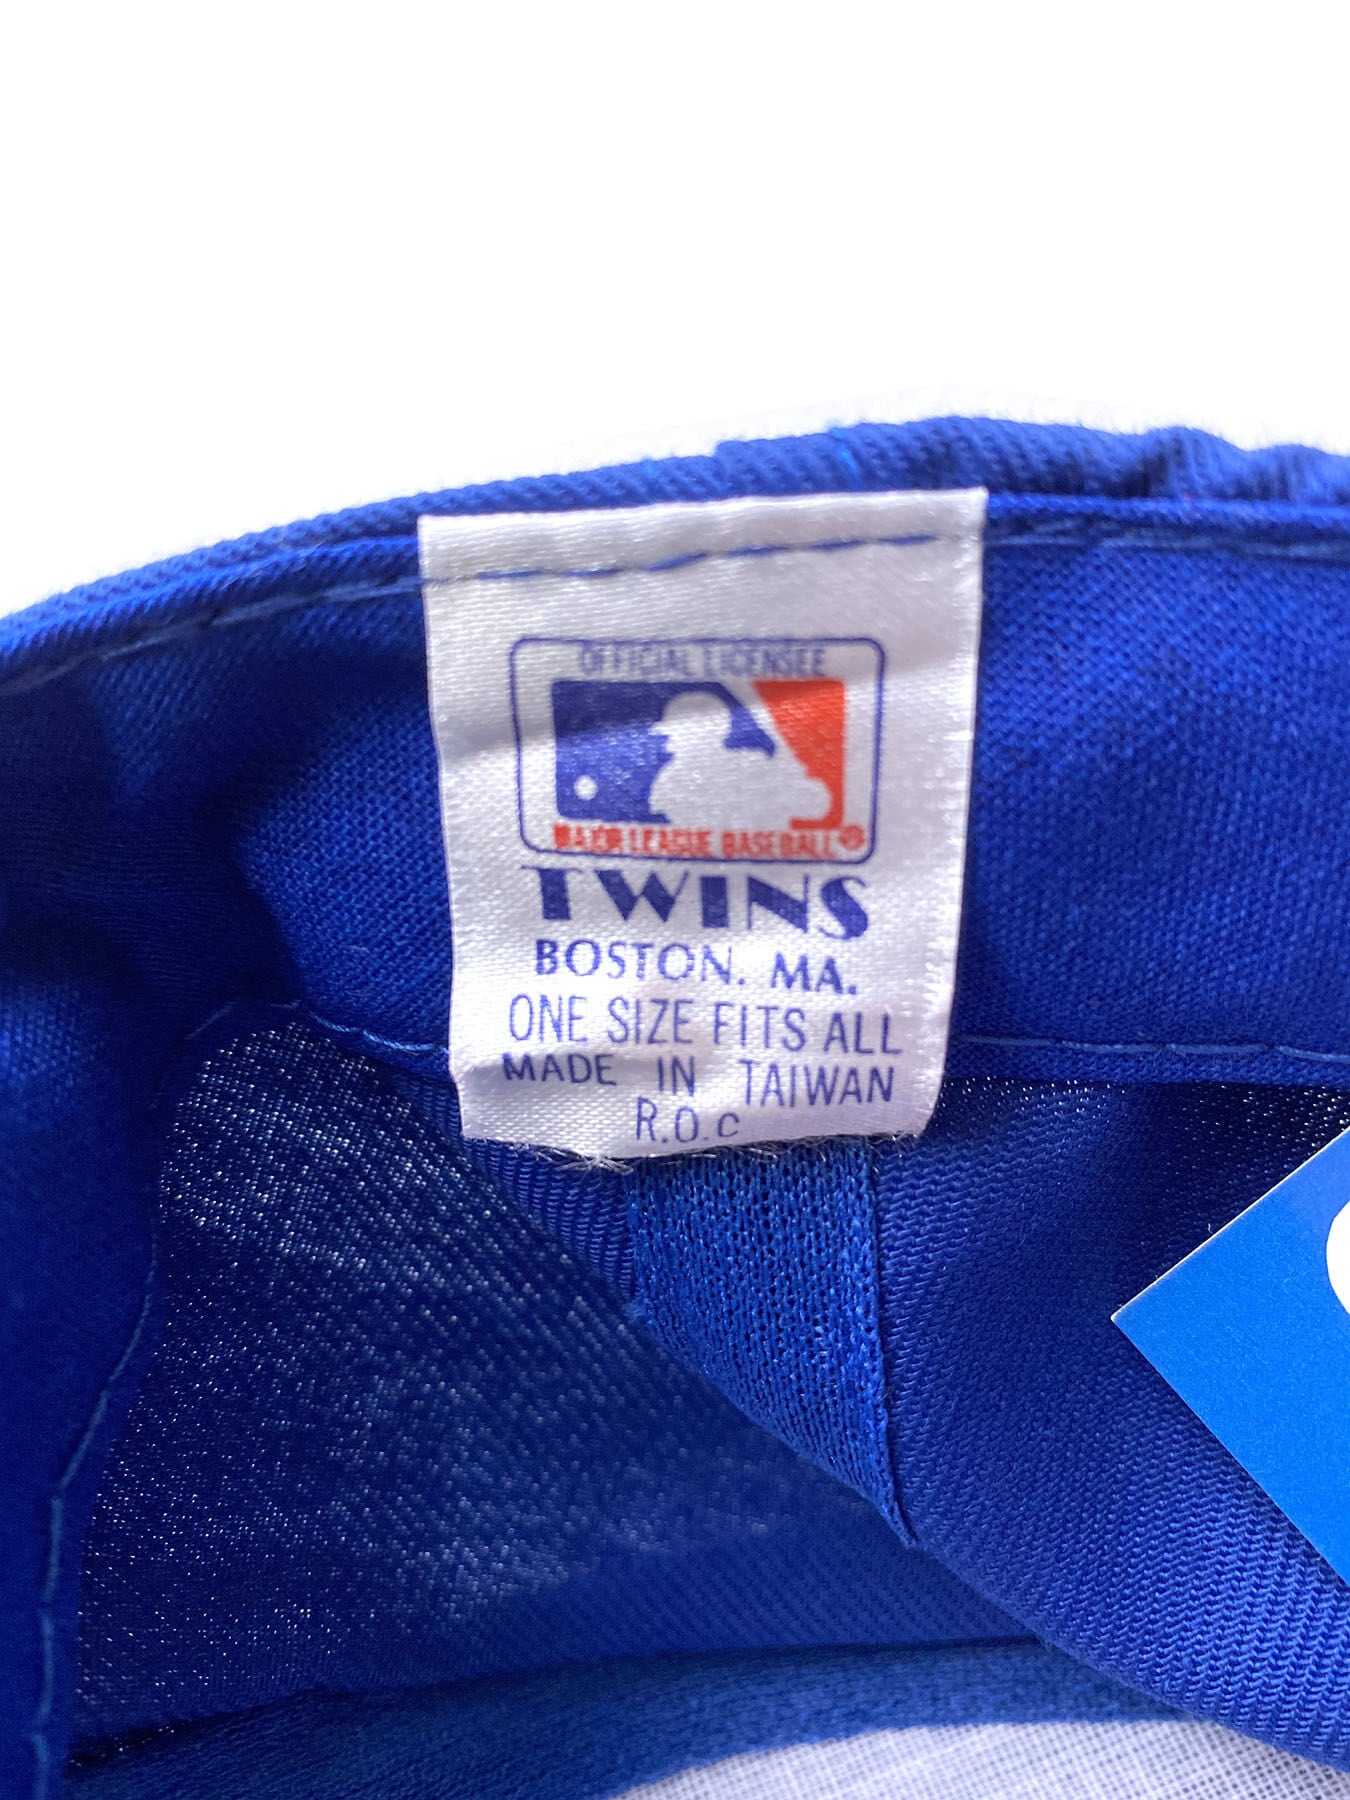 OFFICIAL LICENSEE
MAJOR LEAGUE BASEBALL®
TWINS
BOSTON. MA.
ONE SIZE FITS ALL
MADE IN TAIWAN
R.O.C